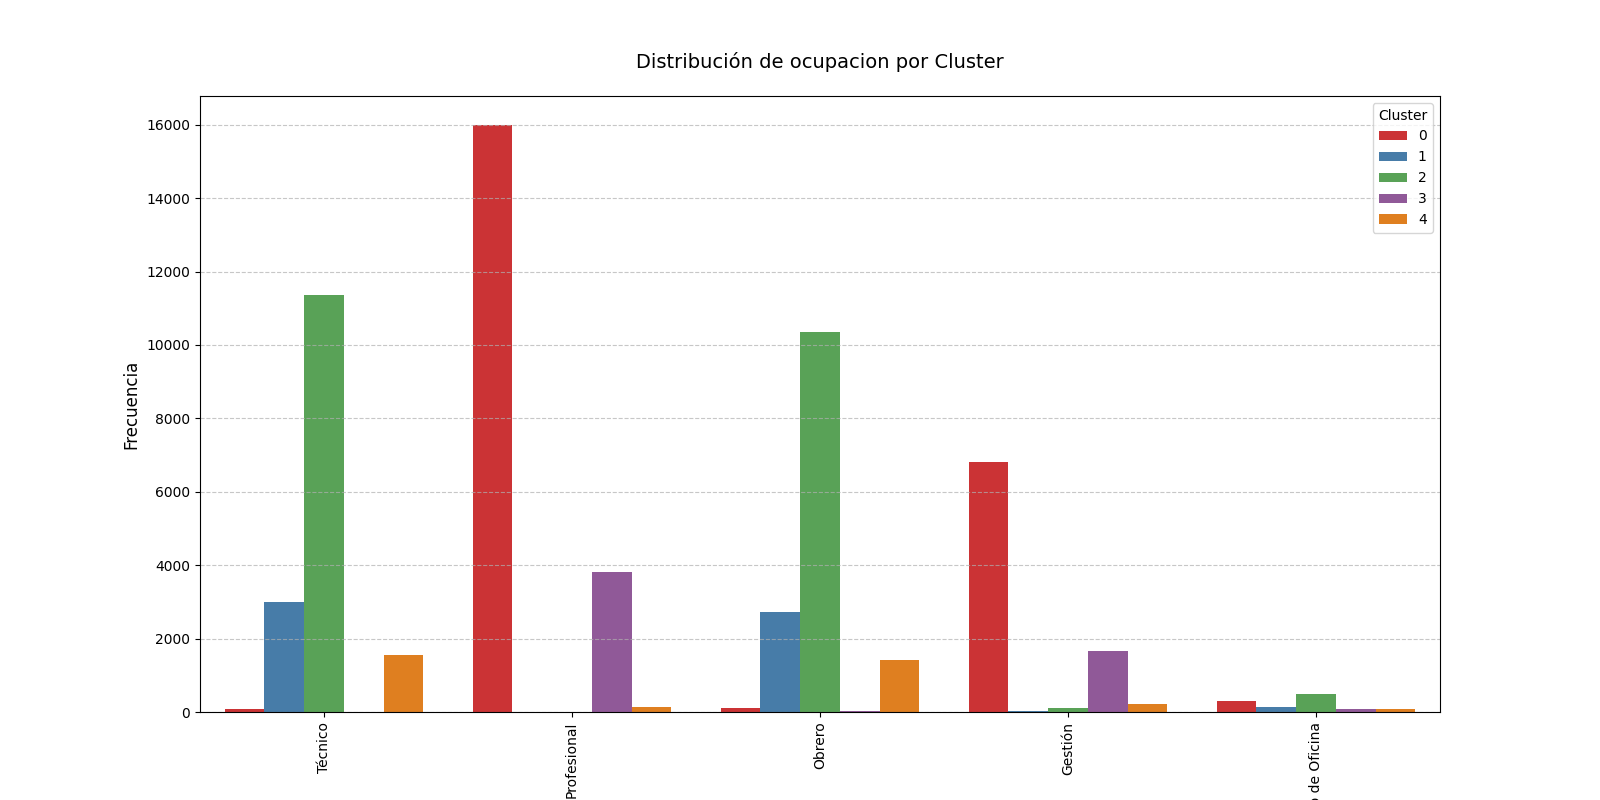 Distribución de ocupacion por Cluster
Cluster
0
1
2
3
4
Frecuencia
16000
14000
12000
10000
8000
6000
4000
2000
0
Técnico
Profesional
Obrero
Gestión
de Oficina